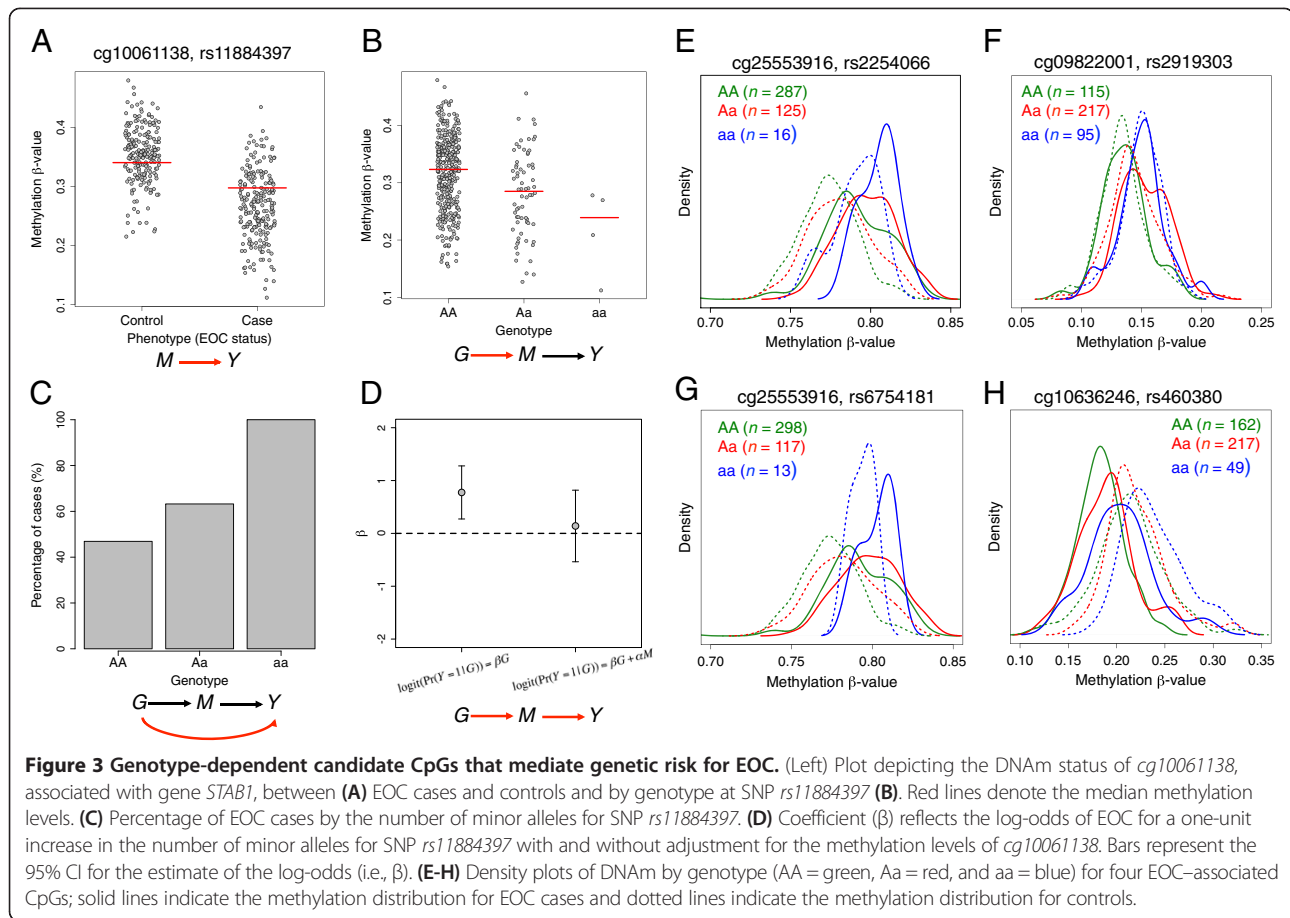 A
cg10061138, rs11884397
Methylation β-value
0.4
0.3
0.2
0.1
Control
Case
Phenotype (EOC status)
M
Y
B
Methylation β-value
0.4
0.3
0.2
0.1
AA
Aa
aa
Genotype
G
M
Y
C
Percentage of cases (%)
100
80
60
40
20
0
AA
Aa
aa
Genotype
G
M
Y
D
β
2
1
0
-1
-2
logit(Pr(Y = 1|G)) = βG
logit(Pr(Y = 1|G)) = βG + αM
G
M
Y
E
cg25553916, rs2254066
AA (n = 287)
Aa (n = 125)
aa (n = 16)
Density
0.70
0.75
0.80
0.85
Methylation β-value
F
cg09822001, rs2919303
AA (n = 115)
Aa (n = 217)
aa (n = 95)
Density
0.05
0.10
0.15
0.20
0.25
Methylation β-value
G
cg25553916, rs6754181
AA (n = 298)
Aa (n = 117)
aa (n = 13)
Density
0.70
0.75
0.80
0.85
Methylation β-value
H
cg10636246, rs460380
AA (n = 162)
Aa (n = 217)
aa (n = 49)
Density
0.10
0.15
0.20
0.25
0.30
0.35
Methylation β-value
Figure 3 Genotype-dependent candidate CpGs that mediate genetic risk for EOC. (Left) Plot depicting the DNAm status of cg10061138,
associated with gene STAB1, between (A) EOC cases and controls and by genotype at SNP rs11884397 (B). Red lines denote the median methylation
levels. (C) Percentage of EOC cases by the number of minor alleles for SNP rs11884397. (D) Coefficient (β) reflects the log-odds of EOC for a one-unit
increase in the number of minor alleles for SNP rs11884397 with and without adjustment for the methylation levels of cg10061138. Bars represent the
95% CI for the estimate of the log-odds (i.e., β). (E-H) Density plots of DNAm by genotype (AA = green, Aa = red, and aa = blue) for four EOC–associated
CpGs; solid lines indicate the methylation distribution for EOC cases and dotted lines indicate the methylation distribution for controls.